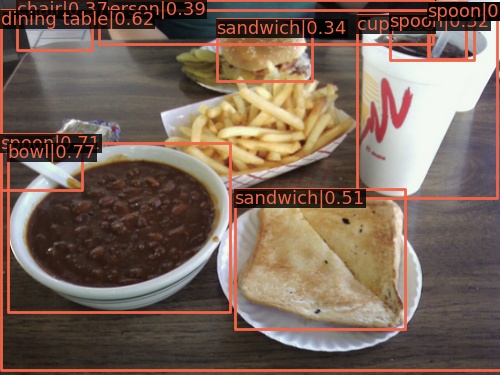 chair|0.37
erson|0.39
dining table|0.62
sandwich|0.34
cup
spoon|0.52
spoon|0
spoon|0.71
bowl|0.77
sandwich|0.51